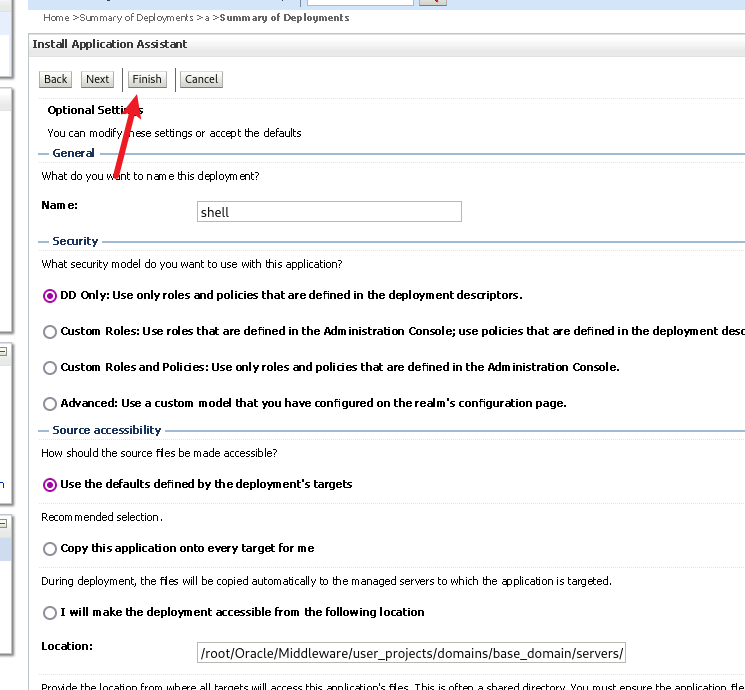 Home >Summary of Deployments >a >Summary of Deployments
Install Application Assistant
Back Next Finish Cancel
Optional Settings
You can modify these settings or accept the defaults
General
What do you want to name this deployment?
Name:
shell
Security
What security model do you want to use with this application?
DD Only: Use only roles and policies that are defined in the deployment descriptors.
Custom Roles: Use roles that are defined in the Administration Console; use policies that are defined in the deployment desc
Custom Roles and Policies: Use only roles and policies that are defined in the Administration Console.
Advanced: Use a custom model that you have configured on the realm's configuration page.
Source accessibility
How should the source files be made accessible?
Use the defaults defined by the deployment's targets
Recommended selection.
Copy this application onto every target for me
During deployment, the files will be copied automatically to the managed servers to which the application is targeted.
I will make the deployment accessible from the following location
Location:
/root/Oracle/Middleware/user_projects/domains/base_domain/servers/
Provide the location from where all targets will access this application's files. This is often a shared directory. You must ensure the application file